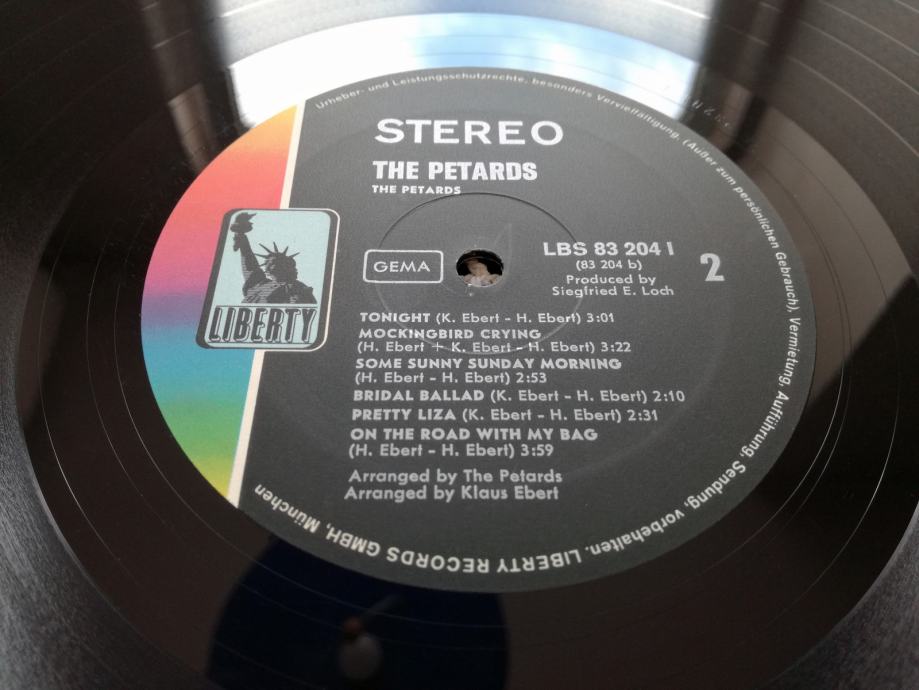 Urheber- und Leistungsschutzrechte, besonders Vervielfältigung, (Außer zum persönlichen Gebrauch), Vermietung, Aufführung, Sendung, vorbehalten. LIBERTY RECORDS GMBH, München
STEREO
THE PETARDS
THE PETARDS
LIBERTY
GEMA
LBS 83 204 I
(83 204 b)
Produced by
Siegfried E. Loch
2
TONIGHT (K. Ebert - H. Ebert) 3:01
MOCKINGBIRD CRYING
(H. Ebert + K. Ebert - H. Ebert) 3:22
SOME SUNNY SUNDAY MORNING
(H. Ebert - H. Ebert) 2:53
BRIDAL BALLAD (K. Ebert - H. Ebert) 2:10
PRETTY LIZA (K. Ebert - H. Ebert) 2:31
ON THE ROAD WITH MY BAG
(H. Ebert - H. Ebert) 3:59
Arranged by The Petards
Arranged by Klaus Ebert